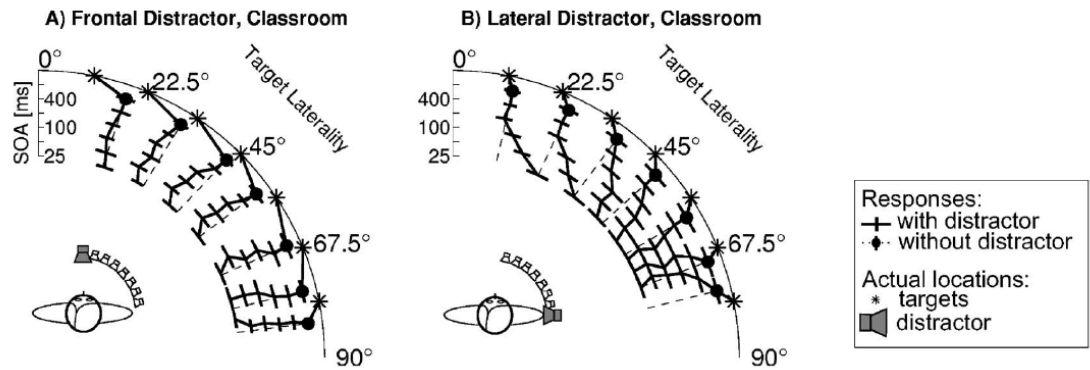 A) Frontal Distractor, Classroom
0°
22.5°
45°
67.5°
90°
Target Laterality
SOA [ms]
400
100
25
B) Lateral Distractor, Classroom
0°
22.5°
45°
67.5°
90°
Target Laterality
SOA [ms]
400
100
25
Responses:
with distractor
without distractor
Actual locations:
targets
distractor